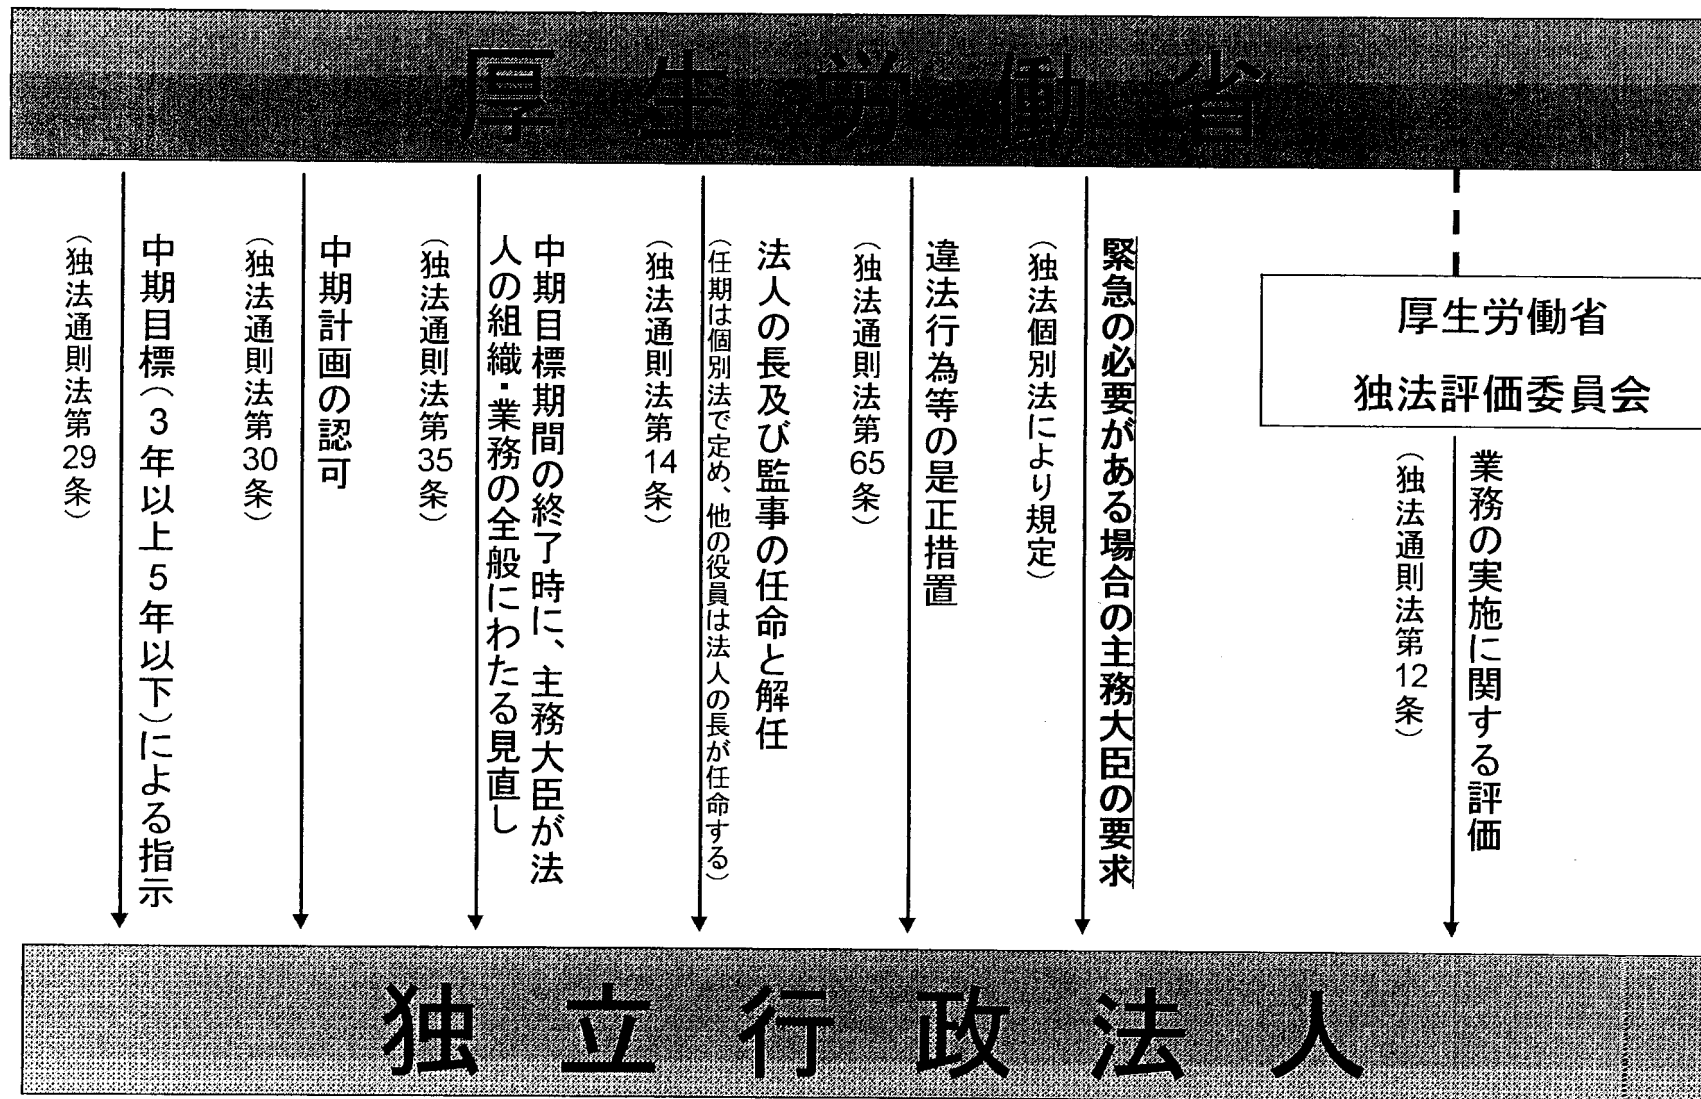 厚生労働省
厚生労働省
独法評価委員会
業務の実施に関する評価
（独法通則法第12条）
緊急の必要がある場合の主務大臣の要求
（独法個別法により規定）
違法行為等の是正措置
（独法通則法第65条）
法人の長及び監事の任命と解任
（任期は個別法で定め、他の役員は法人の長が任命する）
（独法通則法第14条）
中期目標期間の終了時に、主務大臣が法
人の組織・業務の全般にわたる見直し
（独法通則法第35条）
中期計画の認可
（独法通則法第30条）
中期目標（３年以上５年以下）による指示
（独法通則法第29条）
独立行政法人